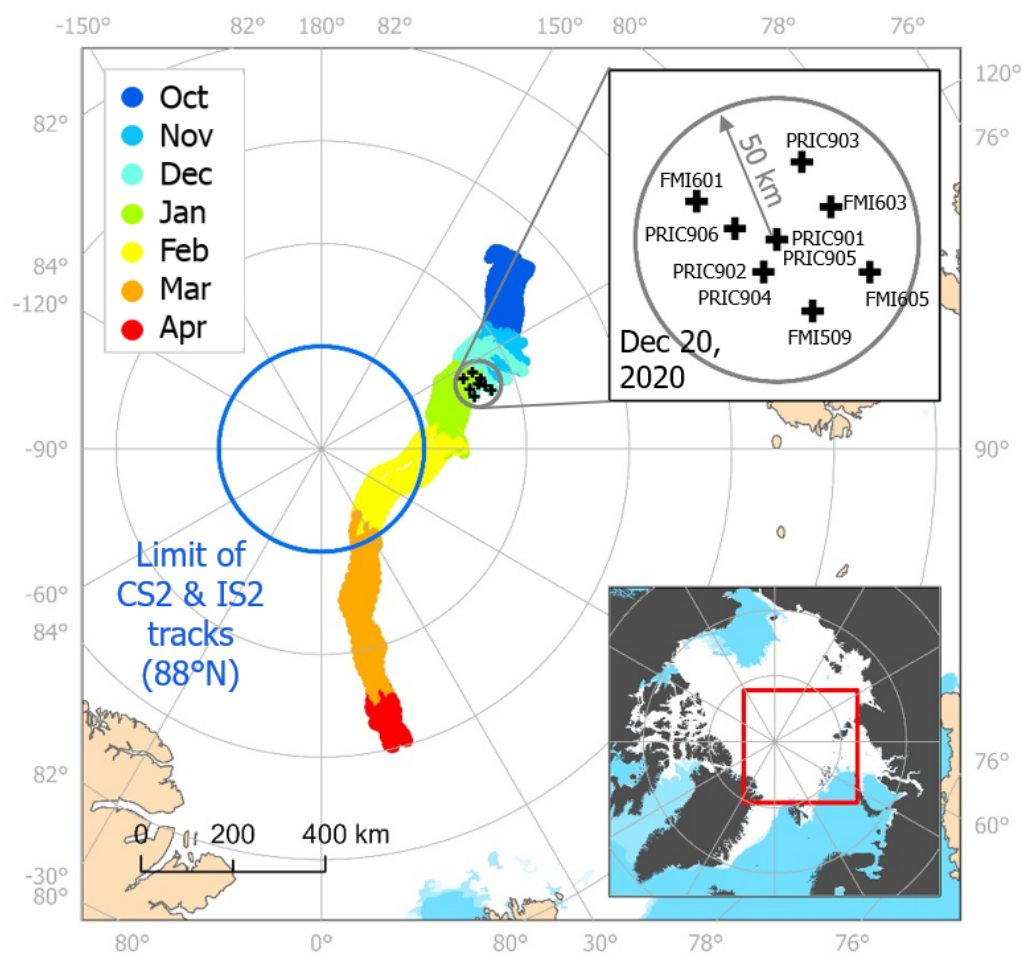 -150° 82° 180° 82° 150° 80° 78° 76°
120°
76°
82°
84°
-120°
-90°
-60°
84°
82°
-30°
80°
90°
76°
60°
80° 0° 80° 30° 78° 76°
Oct
Nov
Dec
Jan
Feb
Mar
Apr
50 km
PRIC903
FMI601
FMI603
PRIC906
PRIC901
PRIC905
PRIC902
PRIC904
FMI605
FMI509
Dec 20,
2020
Limit of
CS2 & IS2
tracks
(88°N)
0 200 400 km